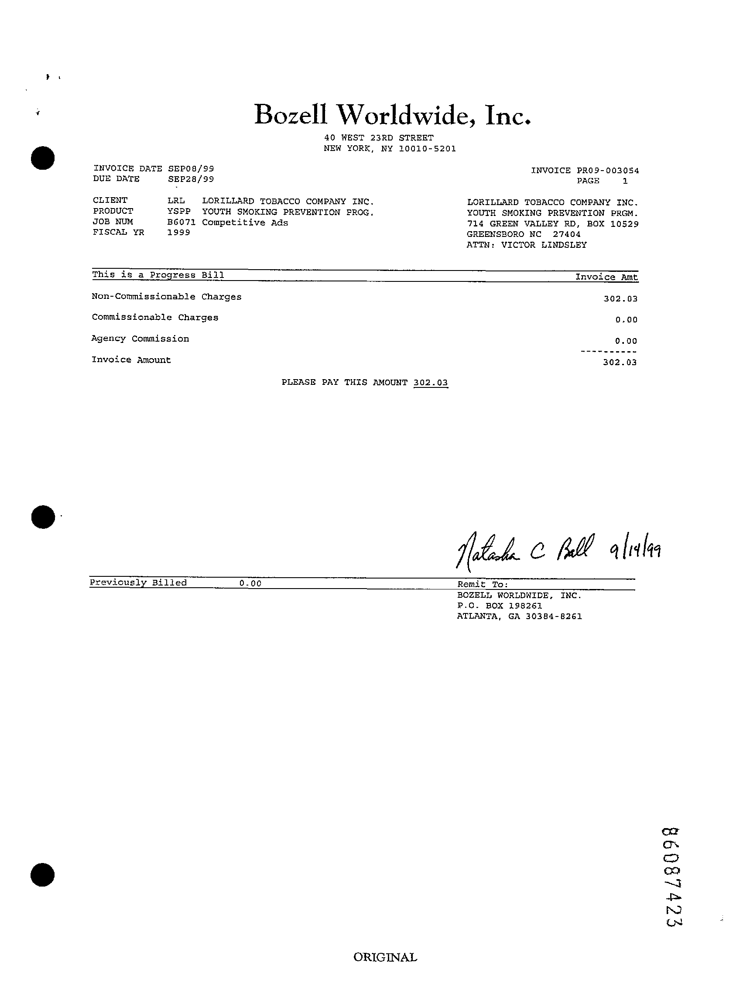 Bozell Worldwide, Inc.
40 WEST 23RD STREET
NEW YORK, NY 10010-5201
INVOICE DATE SEP08/99
DUE DATE SEP28/99
INVOICE PR09-003054
PAGE 1
CLIENT LRL LORILLARD TOBACCO COMPANY INC.
PRODUCT YSPP YOUTH SMOKING PREVENTION PROG.
JOB NUM B6071 Competitive Ads
FISCAL YR 1999
LORILLARD TOBACCO COMPANY INC.
YOUTH SMOKING PREVENTION PRGM.
714 GREEN VALLEY RD, BOX 10529
GREENSBORO NC 27404
ATTN: VICTOR LINDSLEY
This is a Progress Bill Invoice Amt
Non-Commissionable Charges 302.03
Commissionable Charges 0.00
Agency Commission 0.00
----------
Invoice Amount 302.03
PLEASE PAY THIS AMOUNT 302.03
Natasha C Ball 9/14/99
Previously Billed 0.00
Remit To:
BOZELL WORLDWIDE, INC.
P.O. BOX 198261
ATLANTA, GA 30384-8261
86087423
ORIGINAL